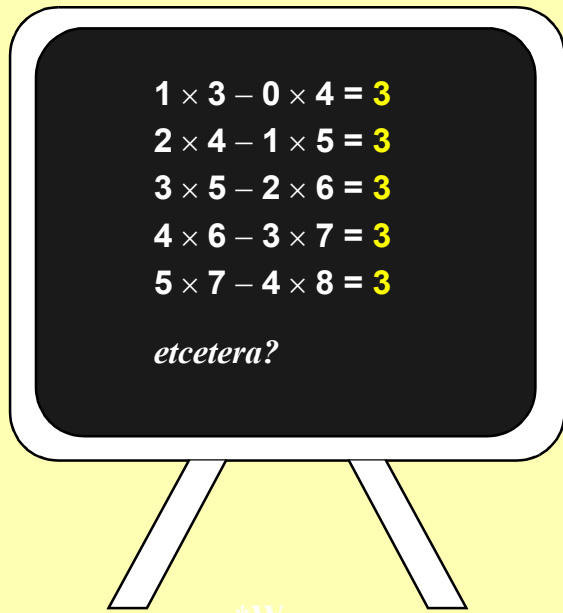 1 × 3 – 0 × 4 = 3
2 × 4 – 1 × 5 = 3
3 × 5 – 2 × 6 = 3
4 × 6 – 3 × 7 = 3
5 × 7 – 4 × 8 = 3
etcetera?